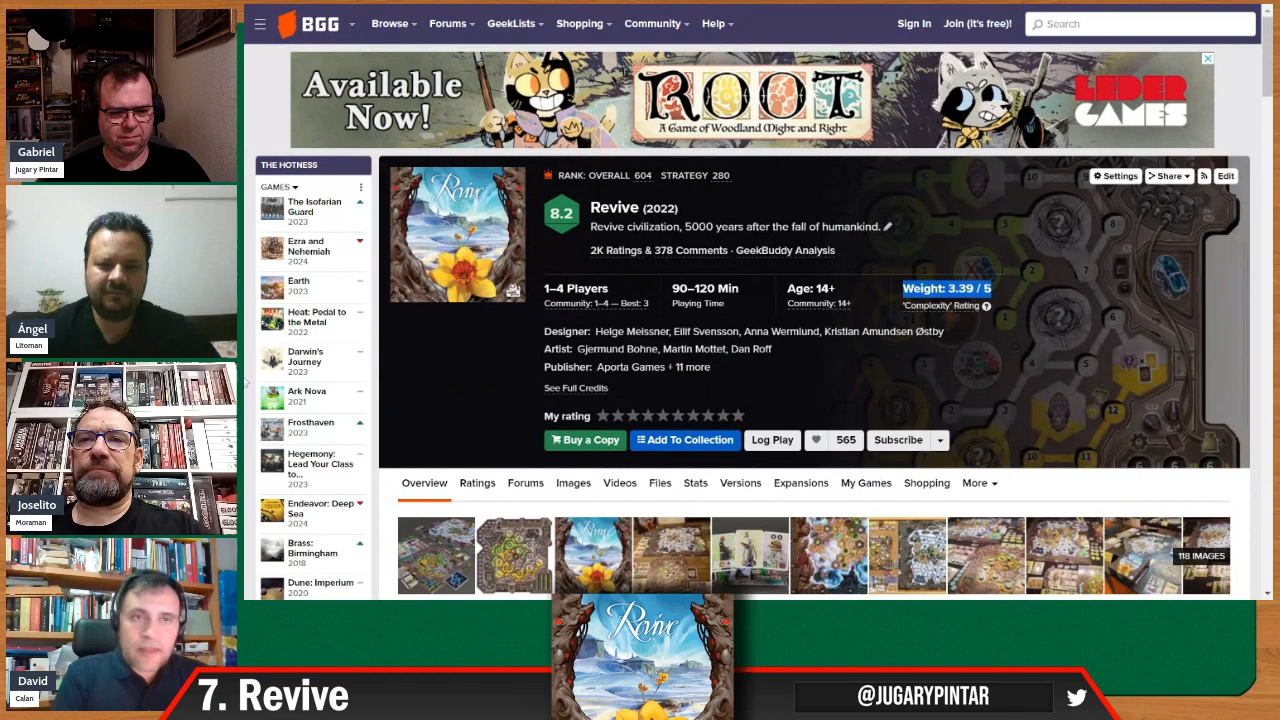 Gabriel
Jugar y Pintar
Ángel
Litoman
Joselito
Moraman
David
Calan
BGG
Browse
Forums
GeekLists
Shopping
Community
Help
Sign In
Join (it's free)!
Search
Available
Now!
ROOT
A Game of Woodland Might and Right
LEDER
GAMES
THE HOTNESS
GAMES
The Isofarian
Guard
2023
Ezra and
Nehemiah
2024
Earth
2023
Heat: Pedal to
the Metal
2022
Darwin's
Journey
2023
Ark Nova
2021
Frosthaven
2023
Hegemony:
Lead Your Class
to...
2023
Endeavor: Deep
Sea
2024
Brass:
Birmingham
2018
Dune: Imperium
2020
Revive
RANK: OVERALL 604 STRATEGY 280
Settings
Share
Edit
8.2
Revive (2022)
Revive civilization, 5000 years after the fall of humankind.
2K Ratings & 378 Comments · GeekBuddy Analysis
1–4 Players
Community: 1–4 — Best: 3
90–120 Min
Playing Time
Age: 14+
Community: 14+
Weight: 3.39 / 5
'Complexity' Rating
Designer: Helge Meissner, Eilif Svensson, Anna Wermlund, Kristian Amundsen Østby
Artist: Gjermund Bohne, Martin Mottet, Dan Roff
Publisher: Aporta Games + 11 more
See Full Credits
My rating
Buy a Copy
Add To Collection
Log Play
565
Subscribe
Overview
Ratings
Forums
Images
Videos
Files
Stats
Versions
Expansions
My Games
Shopping
More
118 IMAGES
Revive
7. Revive
@JUGARYPINTAR